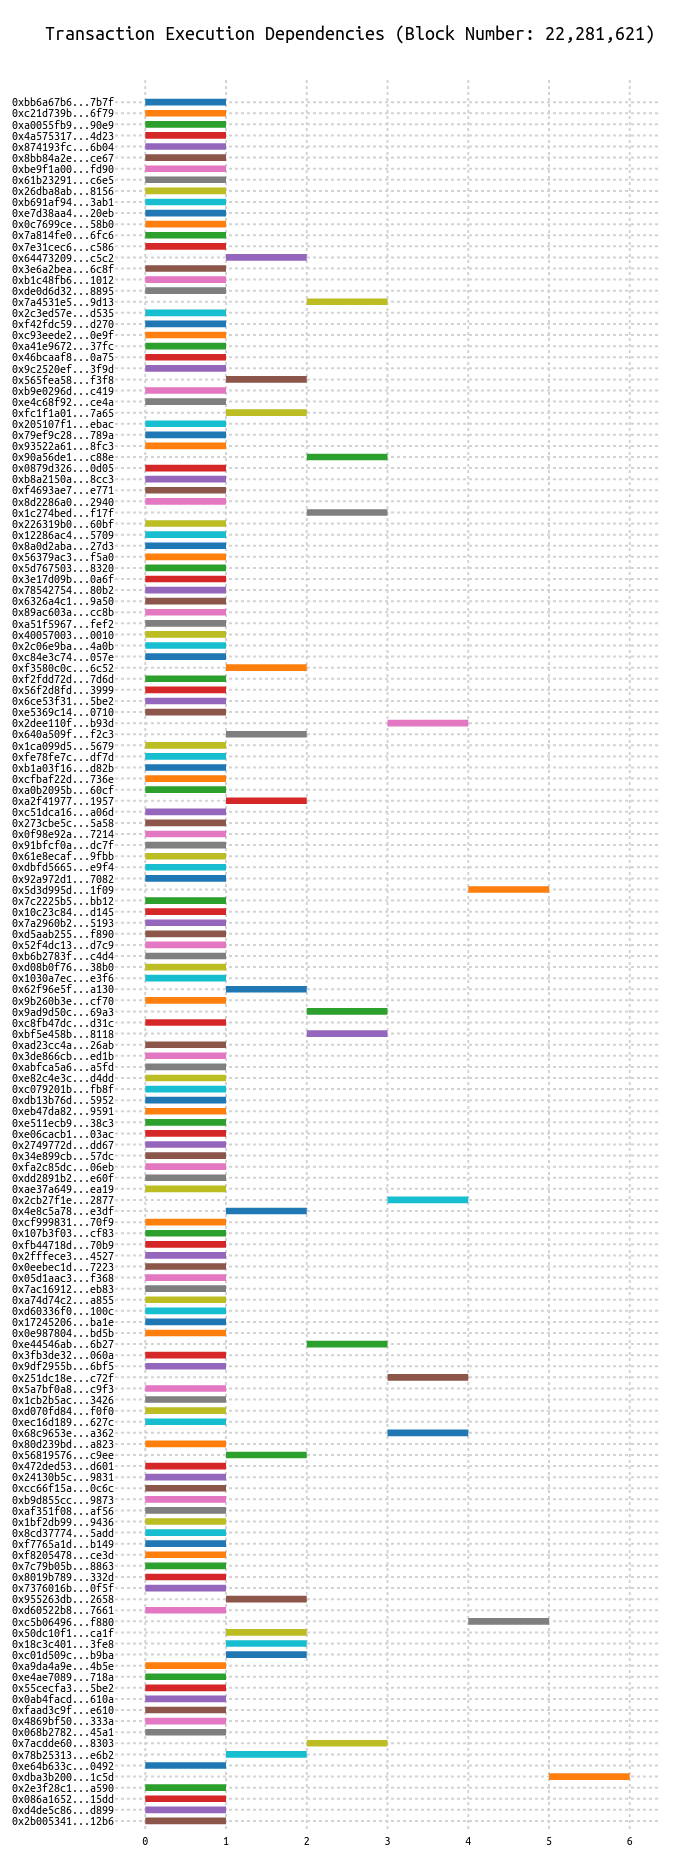 Transaction Execution Dependencies (Block Number: 22,281,621)
0xbb6a67b6...7b7f
0xc21d739b...6f79
0xa0055fb9...90e9
0x4a575317...4d23
0x874193fc...6b04
0x8bb84a2e...ce67
0xbe9f1a00...fd90
0x61b23291...c6e5
0x26dba8ab...8156
0xb691af94...3ab1
0xe7d38aa4...20eb
0x0c7699ce...58b0
0x7a814fe0...6fc6
0x7e31cec6...c586
0x64473209...c5c2
0x3e6a2bea...6c8f
0xb1c48fb6...1012
0xde0d6d32...8895
0x7a4531e5...9d13
0x2c3ed57e...d535
0xf42fdc59...d270
0xc93eede2...0e9f
0xa41e9672...37fc
0x46bcaaf8...0a75
0x9c2520ef...3f9d
0x565fea58...f3f8
0xb9e0296d...c419
0xe4c68f92...ce4a
0xfc1f1a01...7a65
0x205107f1...ebac
0x79ef9c28...789a
0x93522a61...8fc3
0x90a56de1...c88e
0x0879d326...0d05
0xb8a2150a...8cc3
0xf4693ae7...e771
0x8d2286a0...2940
0x1c274bed...f17f
0x226319b0...60bf
0x12286ac4...5709
0x8a0d2aba...27d3
0x56379ac3...f5a0
0x5d767503...8320
0x3e17d09b...0a6f
0x78542754...80b2
0x6326a4c1...9a50
0x89ac603a...cc8b
0xa51f5967...fef2
0x40057003...0010
0x2c06e9ba...4a0b
0xc84e3c74...057e
0xf3580c0c...6c52
0xf2fdd72d...7d6d
0x56f2d8fd...3999
0x6ce53f31...5be2
0xe5369c14...0710
0x2dee110f...b93d
0x640a509f...f2c3
0x1ca099d5...5679
0xfe78fe7c...df7d
0xb1a03f16...d82b
0xcfbaf22d...736e
0xa0b2095b...60cf
0xa2f41977...1957
0xc51dca16...a06d
0x273cbe5c...5a58
0x0f98e92a...7214
0x91bfcf0a...dc7f
0x61e8ecaf...9fbb
0xdbfd5665...e9f4
0x92a972d1...7082
0x5d3d995d...1f09
0x7c2225b5...bb12
0x10c23c84...d145
0x7a2960b2...5193
0xd5aab255...f890
0x52f4dc13...d7c9
0xb6b2783f...c4d4
0xd08b0f76...38b0
0x1030a7ec...e3f6
0x62f96e5f...a130
0x9b260b3e...cf70
0x9ad9d50c...69a3
0xc8fb47dc...d31c
0xbf5e458b...8118
0xad23cc4a...26ab
0x3de866cb...ed1b
0xabfca5a6...a5fd
0xe82c4e3c...d4dd
0xc079201b...fb8f
0xdb13b76d...5952
0xeb47da82...9591
0xe511ecb9...38c3
0xe06cacb1...03ac
0x2749772d...dd67
0x34e899cb...57dc
0xfa2c85dc...06eb
0xdd2891b2...e60f
0xae37a649...ea19
0x2cb27f1e...2877
0x4e8c5a78...e3df
0xcf999831...70f9
0x107b3f03...cf83
0xfb44718d...70b9
0x2fffece3...4527
0x0eebec1d...7223
0x05d1aac3...f368
0x7ac16912...eb83
0xa74d74c2...a855
0xd60336f0...100c
0x17245206...ba1e
0x0e987804...bd5b
0xe44546ab...6b27
0x3fb3de32...060a
0x9df2955b...6bf5
0x251dc18e...c72f
0x5a7bf0a8...c9f3
0x1cb2b5ac...3426
0xd070fd84...f0f0
0xec16d189...627c
0x68c9653e...a362
0x80d239bd...a823
0x56819576...c9ee
0x472ded53...d601
0x24130b5c...9831
0xcc66f15a...0c6c
0xb9d855cc...9873
0xaf351f08...af56
0x1bf2db99...9436
0x8cd37774...5add
0xf7765a1d...b149
0xf8205478...ce3d
0x7c79b05b...8863
0x8019b789...332d
0x7376016b...0f5f
0x955263db...2658
0xd60522b8...7661
0xc5b06496...f880
0x50dc10f1...ca1f
0x18c3c401...3fe8
0xc01d509c...b9ba
0xa9da4a9e...4b5e
0xe4ae7089...718a
0x55cecfa3...5be2
0x0ab4facd...610a
0xfaad3c9f...e610
0x4869bf50...333a
0x068b2782...45a1
0x7acdde60...8303
0x78b25313...e6b2
0xe64b633c...0492
0xdba3b200...1c5d
0x2e3f28c1...a590
0x086a1652...15dd
0xd4de5c86...d899
0x2b005341...12b6
0 1 2 3 4 5 6